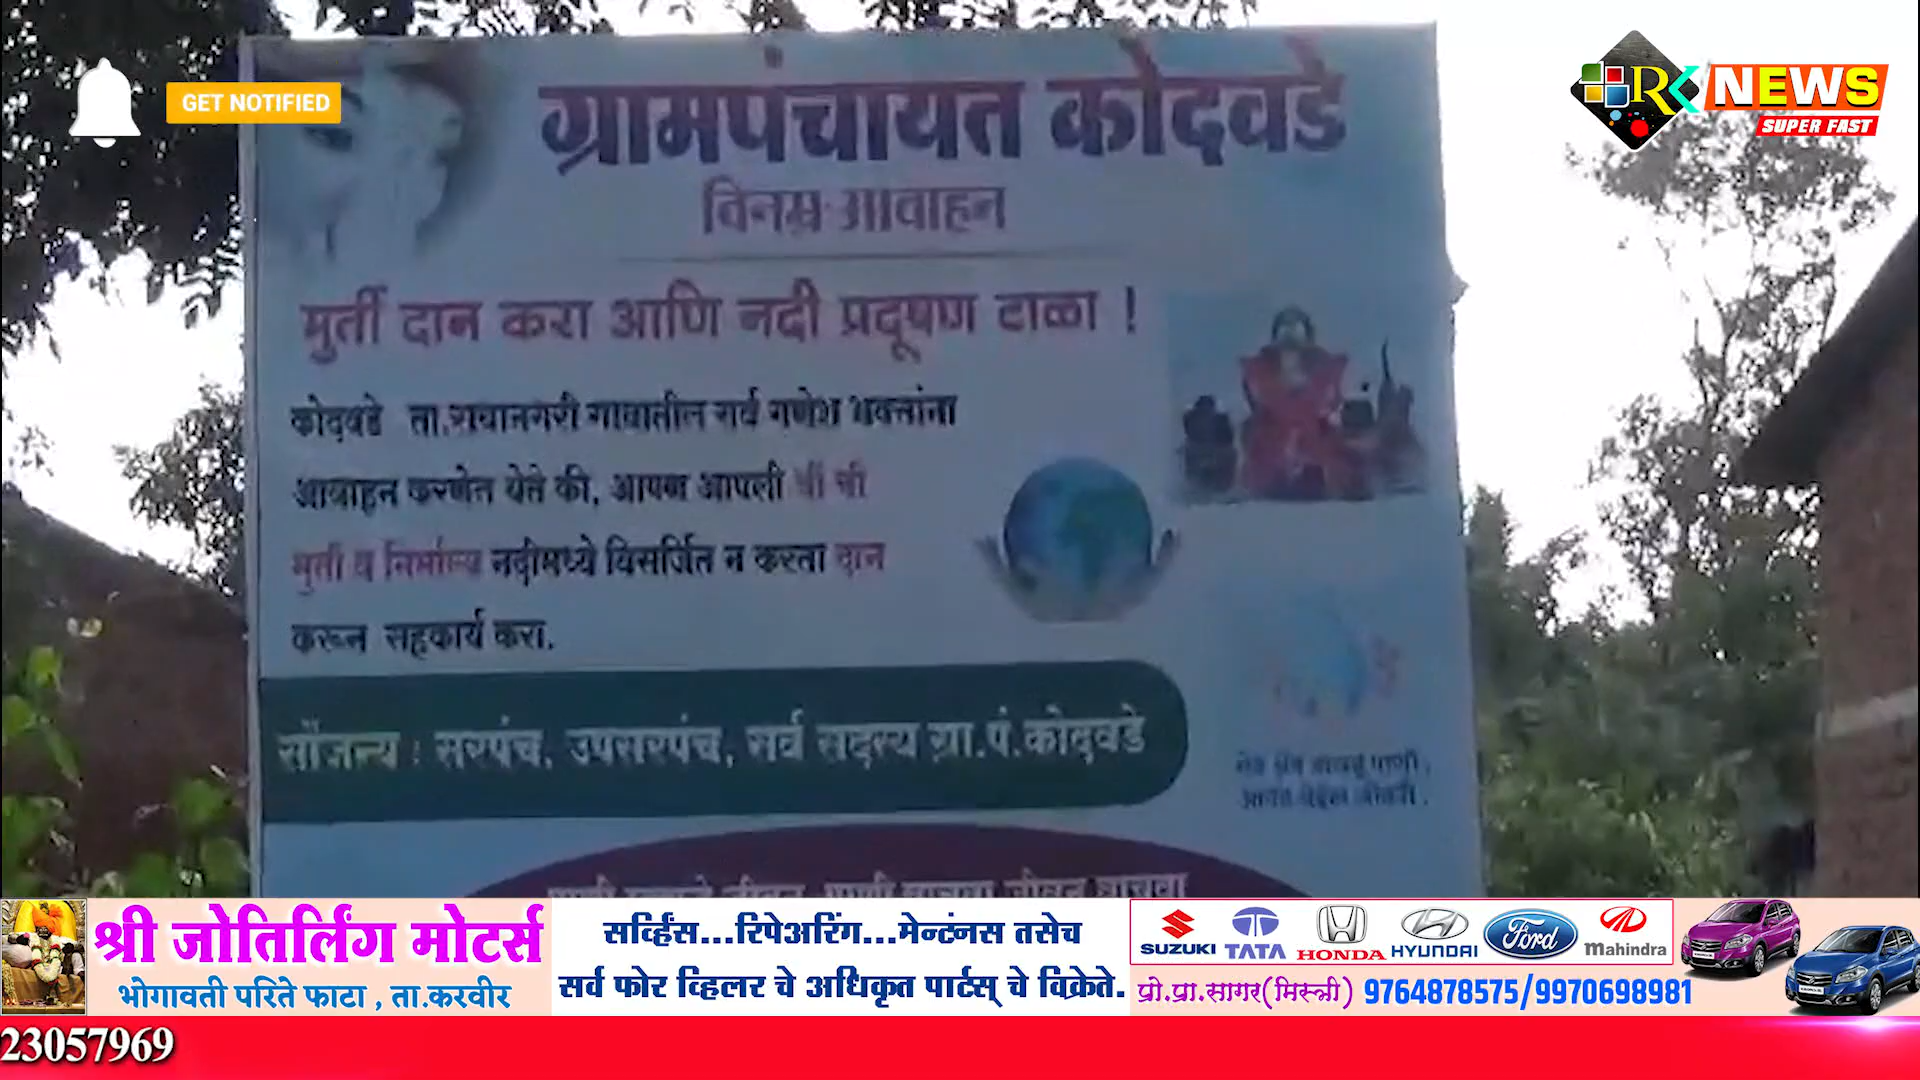 GET NOTIFIED
RK NEWS
SUPER FAST
ग्रामपंचायत कोदवडे
विनम्र आवाहन
मुर्ती दान करा आणि नदी प्रदूषण टाळा !
कोदवडे ता.राधानगरी गावातील सर्व गणेश भक्तांना
आवाहन करणेत येते की, आपण आपली
मुर्ती व निर्माल्य नदीमध्ये विसर्जित न करता दान
करून सहकार्य करा.
सौजन्य : सरपंच, उपसरपंच, सर्व सदस्य ग्रा.पं.कोदवडे
श्री जोतिर्लिंग मोटर्स
भोगावती परिते फाटा , ता.करवीर
सर्व्हिंस...रिपेअरिंग...मेन्टंनस तसेच
सर्व फोर व्हिलर चे अधिकृत पार्टस् चे विक्रेते.
SUZUKI TATA HONDA HYUNDAI Ford Mahindra
प्रो.प्रा.सागर(मिस्त्री) 9764878575/9970698981
23057969